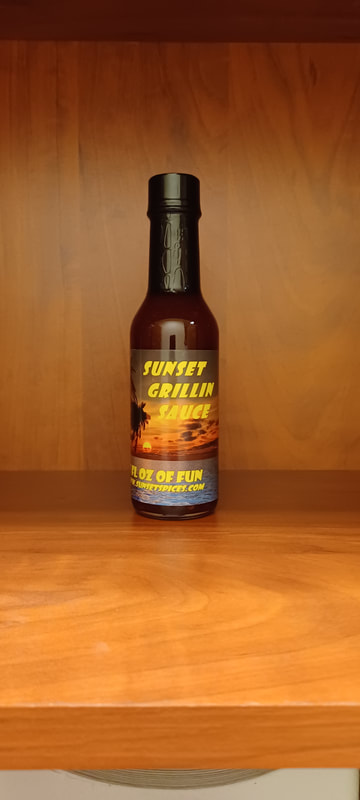 SUNSET
GRILLIN
SAUCE
FL OZ OF FUN
.SUNSETSPICES.COM